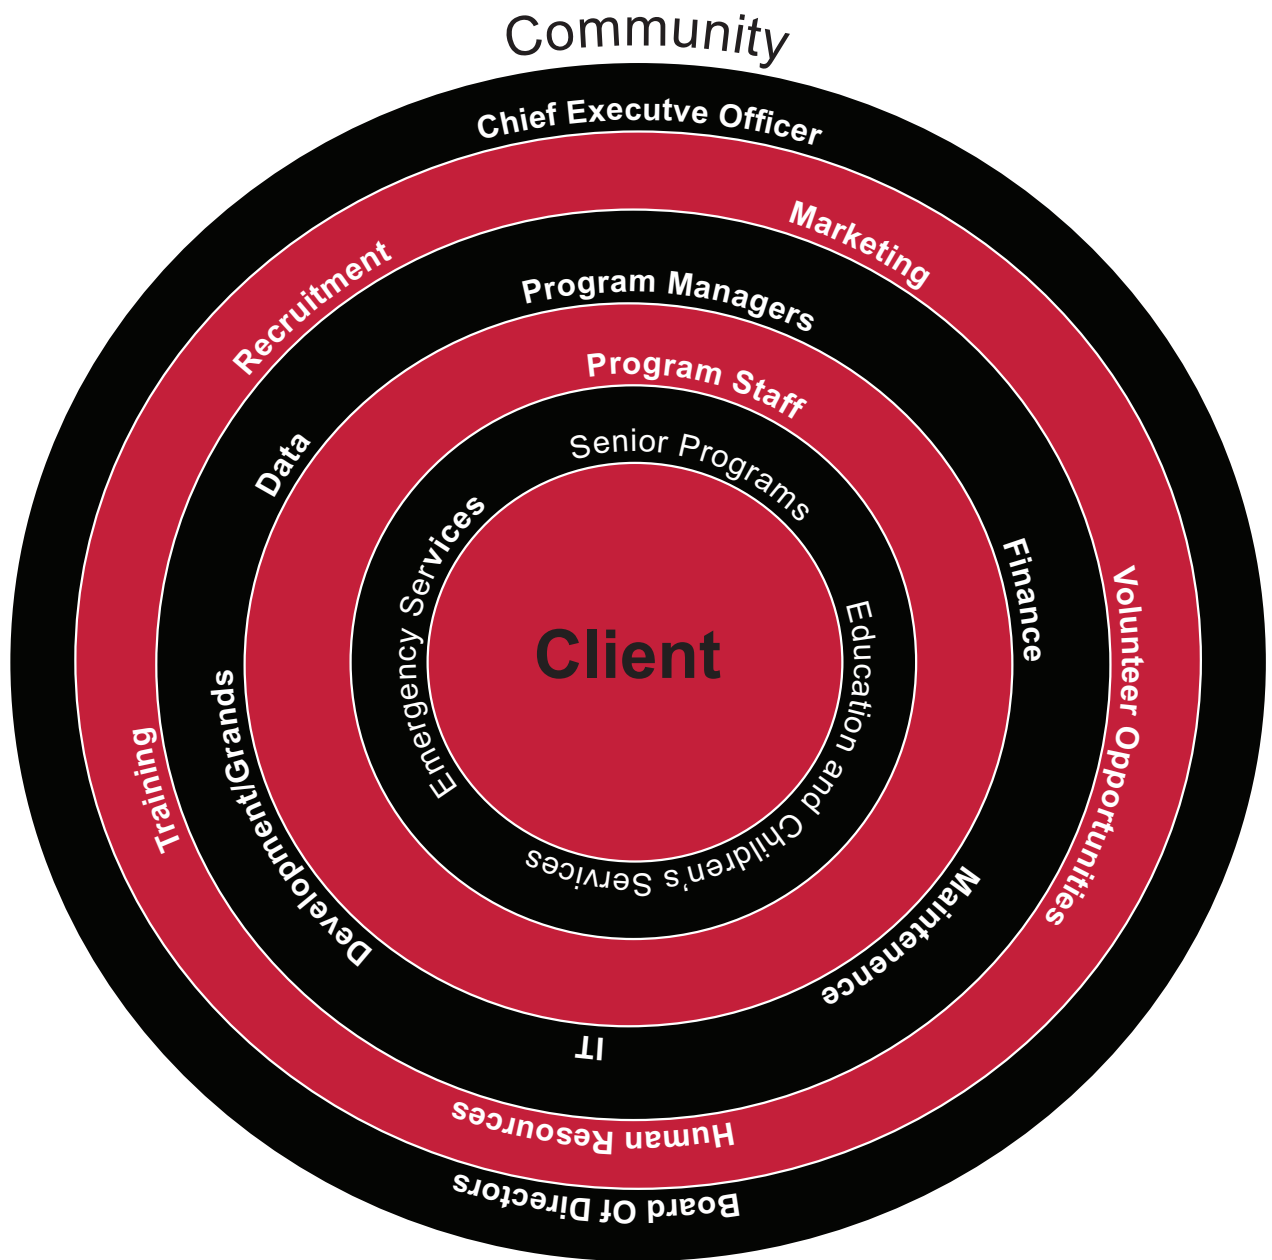 Community
Chief Executve Officer
Marketing
Recruitment
Volunteer Opportunities
Training
Human Resources
Board Of Directors
Program Managers
Data
Finance
Development/Grands
Maintenence
IT
Program Staff
Senior Programs
Emergency Services
Education and Children's Services
Client